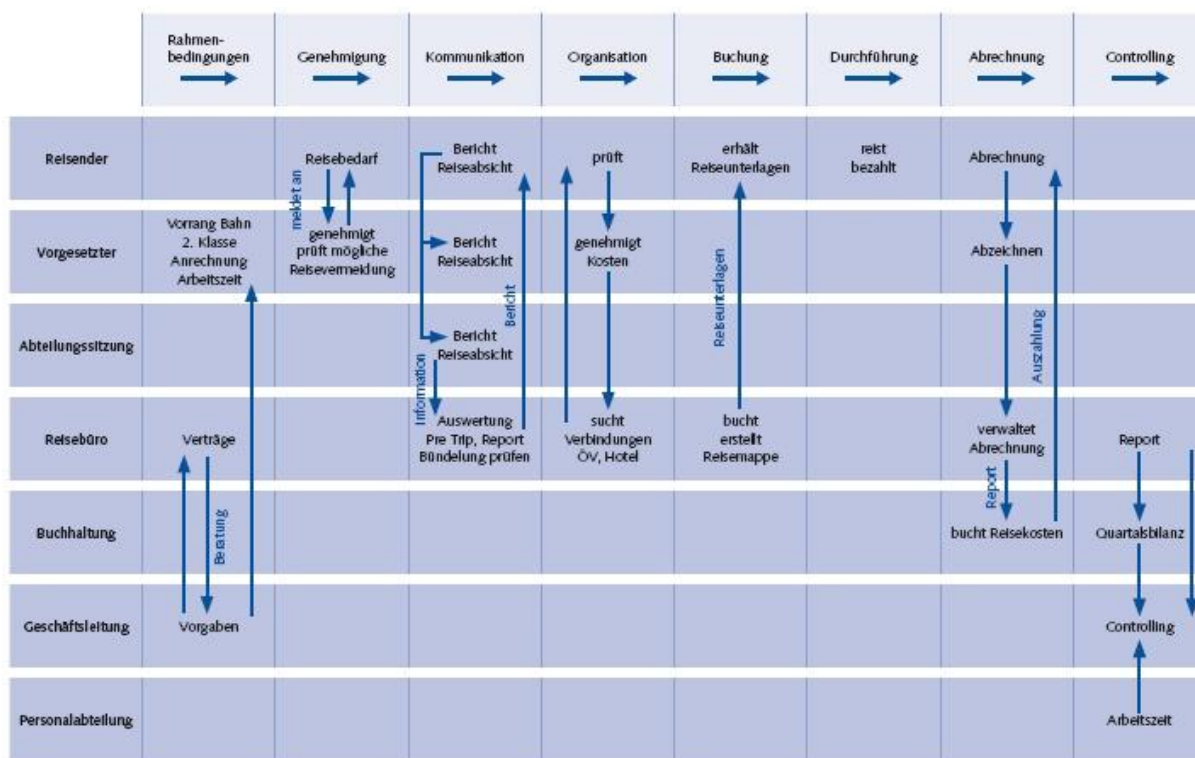 Rahmen-
bedingungen
Genehmigung
Kommunikation
Organisation
Buchung
Durchführung
Abrechnung
Controlling
Reisender
Reisebedarf
Bericht
Reiseabsicht
prüft
erhält
Reiseunterlagen
reist
bezahlt
Abrechnung
meldet an
Vorgesetzter
Vorrang Bahn
2. Klasse
Anrechnung
Arbeitszeit
genehmigt
prüft mögliche
Reisevermeidung
Bericht
Reiseabsicht
Bericht
genehmigt
Kosten
Reiseunterlagen
Abzeichnen
Abteilungssitzung
Bericht
Reiseabsicht
Auszahlung
Information
Reisebüro
Verträge
Auswertung
Pre Trip, Report
Bündelung prüfen
sucht
Verbindungen
ÖV, Hotel
bucht
erstellt
Reisemappe
verwaltet
Abrechnung
Report
Report
Buchhaltung
Beratung
bucht Reisekosten
Quartalsbilanz
Geschäftsleitung
Vorgaben
Controlling
Personalabteilung
Arbeitszeit